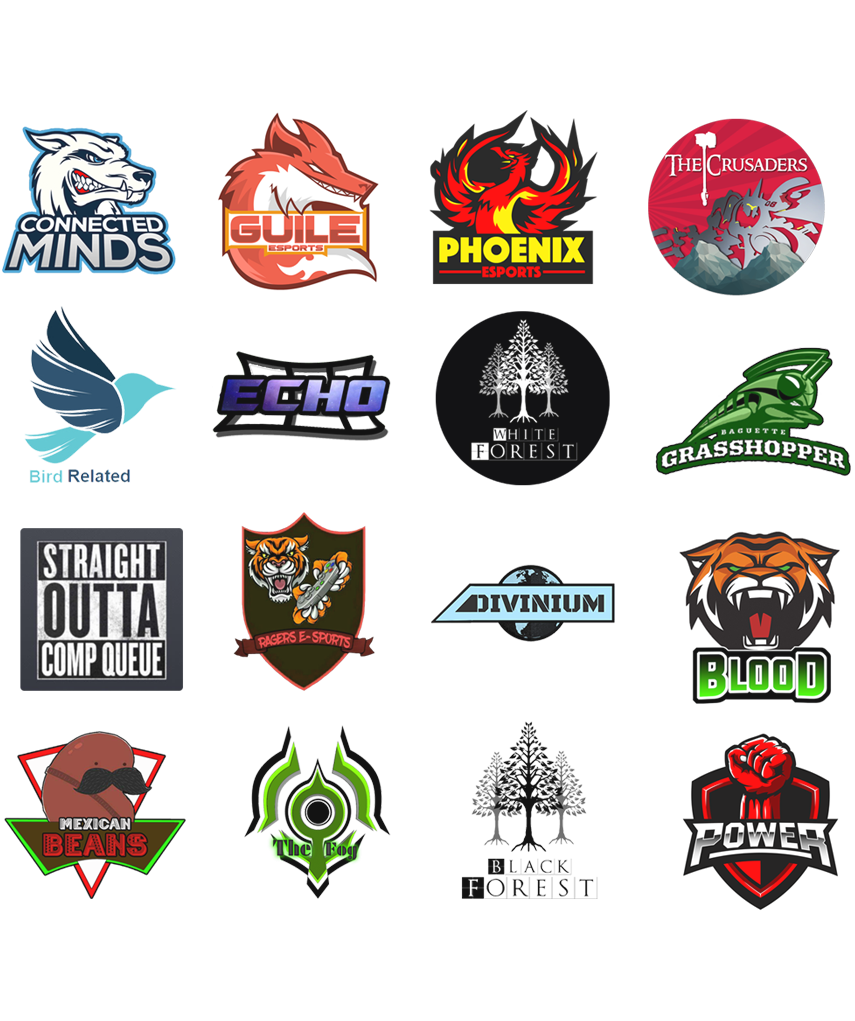 CONNECTED
MINDS
GUILE
ESPORTS
PHOENIX
ESPORTS
THE CRUSADERS
Bird Related
ECHO
WHITE
FOREST
BAGUETTE
GRASSHOPPER
STRAIGHT
OUTTA
COMP QUEUE
RAGERS E-SPORTS
DIVINIUM
BLOOD
MEXICAN
BEANS
The Fog
BLACK
FOREST
POWER